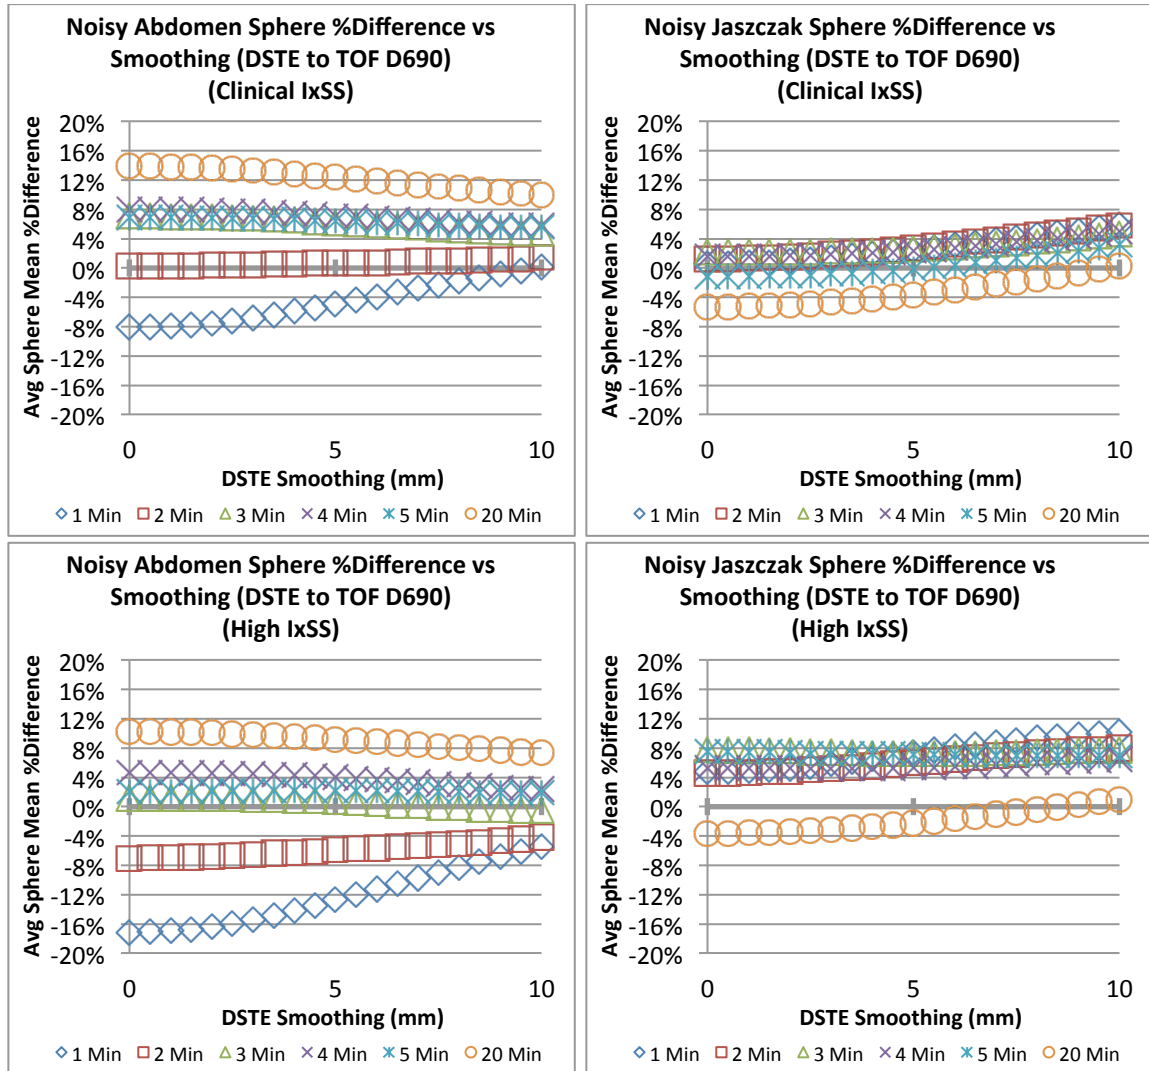 Noisy Abdomen Sphere %Difference vs
Smoothing (DSTE to TOF D690)
(Clinical IxSS)
Avg Sphere Mean %Difference
20%
16%
12%
8%
4%
0%
-4%
-8%
-12%
-16%
-20%
0 5 10
DSTE Smoothing (mm)
1 Min 2 Min 3 Min 4 Min 5 Min 20 Min
Noisy Jaszczak Sphere %Difference vs
Smoothing (DSTE to TOF D690)
(Clinical IxSS)
Avg Sphere Mean %Difference
20%
16%
12%
8%
4%
0%
-4%
-8%
-12%
-16%
-20%
0 5 10
DSTE Smoothing (mm)
1 Min 2 Min 3 Min 4 Min 5 Min 20 Min
Noisy Abdomen Sphere %Difference vs
Smoothing (DSTE to TOF D690)
(High IxSS)
Avg Sphere Mean %Difference
20%
16%
12%
8%
4%
0%
-4%
-8%
-12%
-16%
-20%
0 5 10
DSTE Smoothing (mm)
1 Min 2 Min 3 Min 4 Min 5 Min 20 Min
Noisy Jaszczak Sphere %Difference vs
Smoothing (DSTE to TOF D690)
(High IxSS)
Avg Sphere Mean %Difference
20%
16%
12%
8%
4%
0%
-4%
-8%
-12%
-16%
-20%
0 5 10
DSTE Smoothing (mm)
1 Min 2 Min 3 Min 4 Min 5 Min 20 Min